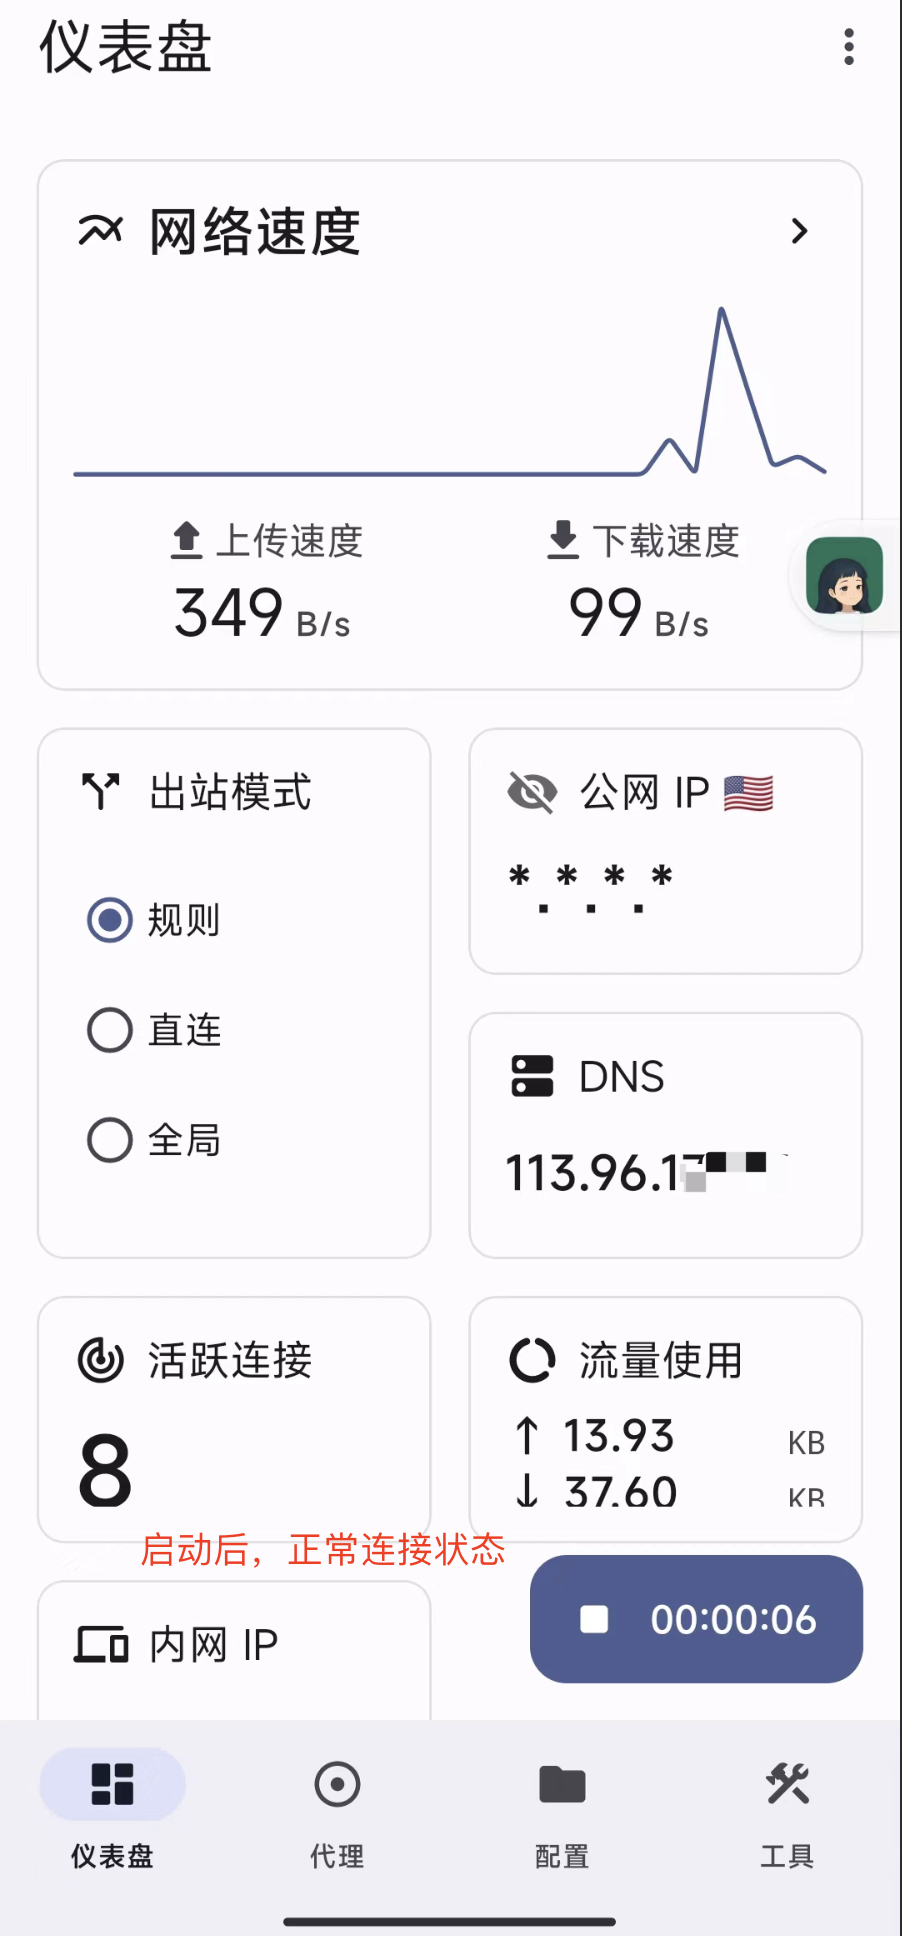 仪表盘
网络速度
上传速度
349 B/s
下载速度
99 B/s
出站模式
规则
直连
全局
公网 IP
*.*.*.*
DNS
113.96.1
活跃连接
8
流量使用
↑ 13.93 KB
↓ 37.60 KB
启动后，正常连接状态
内网 IP
00:00:06
仪表盘
代理
配置
工具